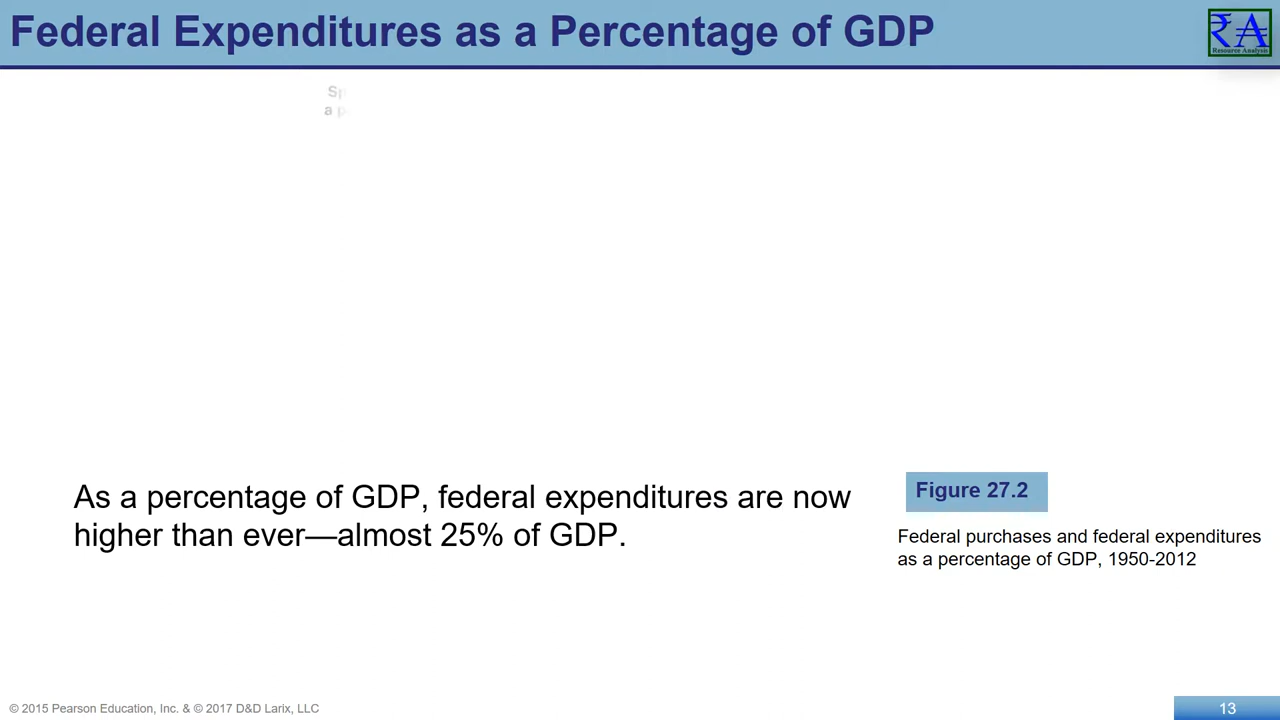 Federal Expenditures as a Percentage of GDP
₹A
Resource Analysis
As a percentage of GDP, federal expenditures are now
higher than ever—almost 25% of GDP.
Figure 27.2
Federal purchases and federal expenditures
as a percentage of GDP, 1950-2012
© 2015 Pearson Education, Inc. & © 2017 D&D Larix, LLC
13